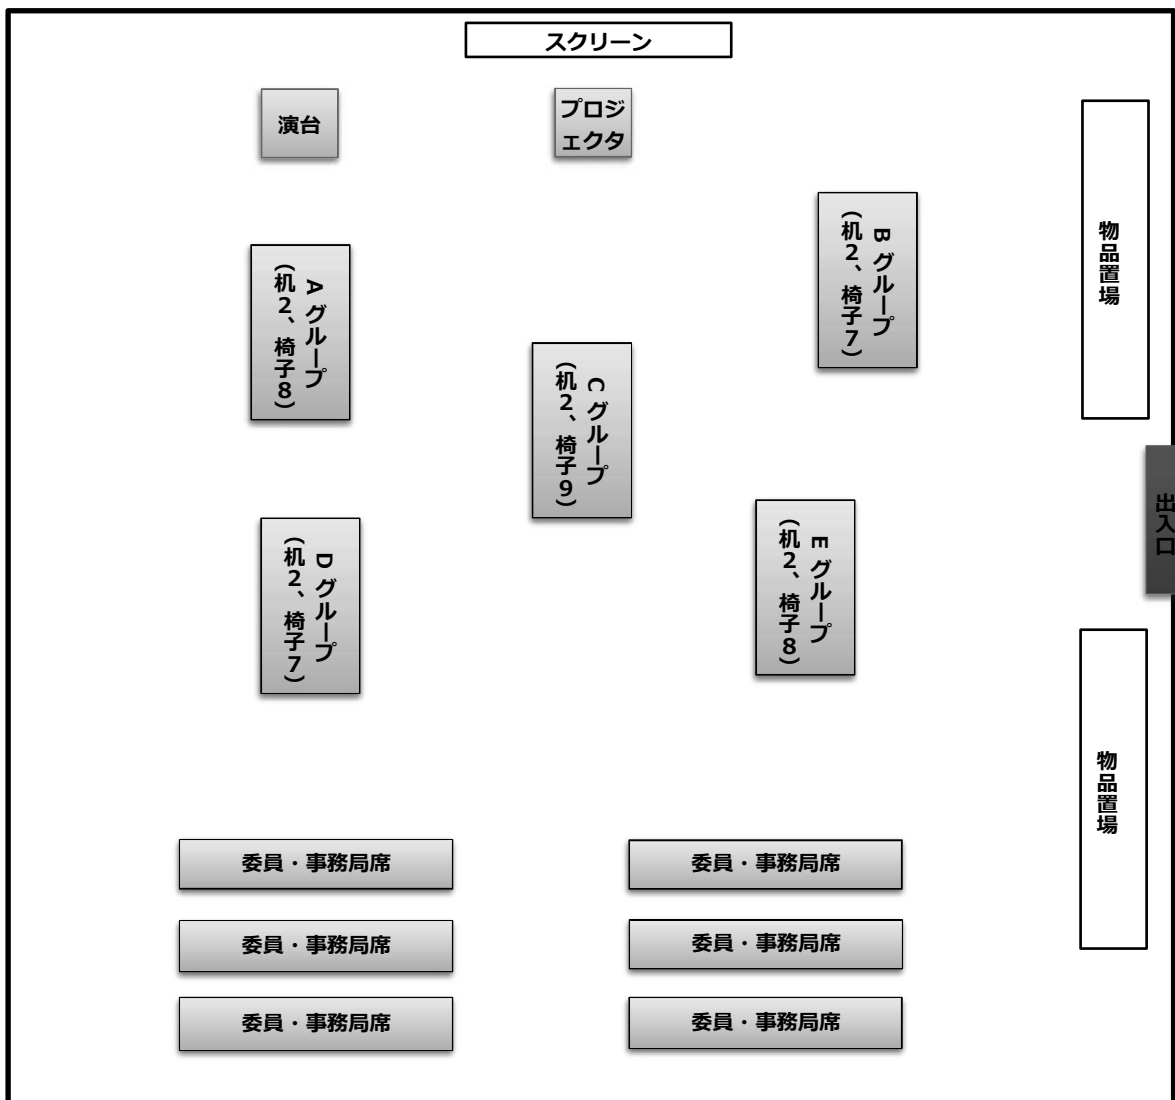 スクリーン
演台
プロジ
ェクタ
物品置場
B グループ
(机2、椅子7)
A グループ
(机2、椅子8)
C グループ
(机2、椅子9)
出入口
D グループ
(机2、椅子7)
E グループ
(机2、椅子8)
物品置場
委員・事務局席
委員・事務局席
委員・事務局席
委員・事務局席
委員・事務局席
委員・事務局席